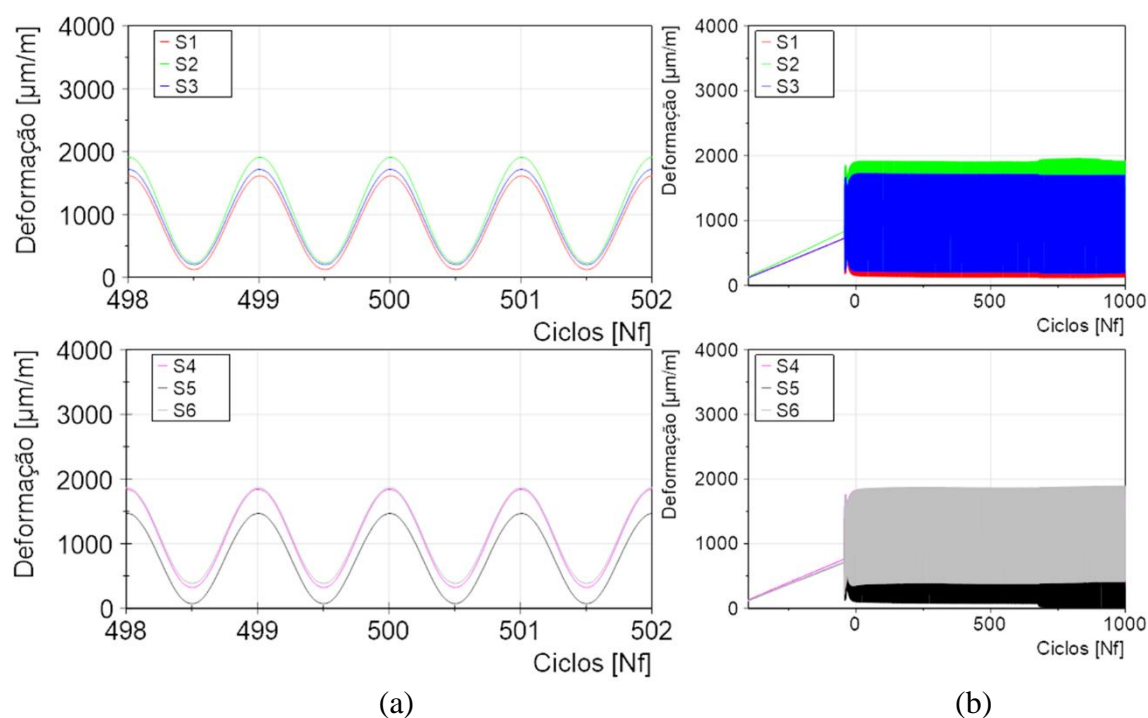 4000
3000
2000
1000
0
Deformação [µm/m]
S1
S2
S3
498 499 500 501 502
Ciclos [Nf]
4000
3000
2000
1000
0
Deformação [µm/m]
S1
S2
S3
0 500 1000
Ciclos [Nf]
4000
3000
2000
1000
0
Deformação [µm/m]
S4
S5
S6
498 499 500 501 502
Ciclos [Nf]
4000
3000
2000
1000
0
Deformação [µm/m]
S4
S5
S6
0 500 1000
Ciclos [Nf]
(a) (b)